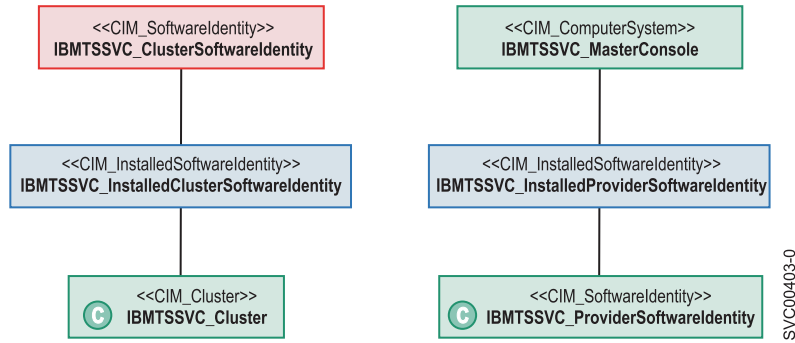 <<CIM_SoftwareIdentity>>
IBMTSSVC_ClusterSoftwareIdentity
<<CIM_ComputerSystem>>
IBMTSSVC_MasterConsole
<<CIM_InstalledSoftwareIdentity>>
IBMTSSVC_InstalledClusterSoftwareIdentity
<<CIM_InstalledSoftwareIdentity>>
IBMTSSVC_InstalledProviderSoftwareIdentity
C
<<CIM_Cluster>>
IBMTSSVC_Cluster
C
<<CIM_SoftwareIdentity>>
IBMTSSVC_ProviderSoftwareIdentity
SVC00403-0